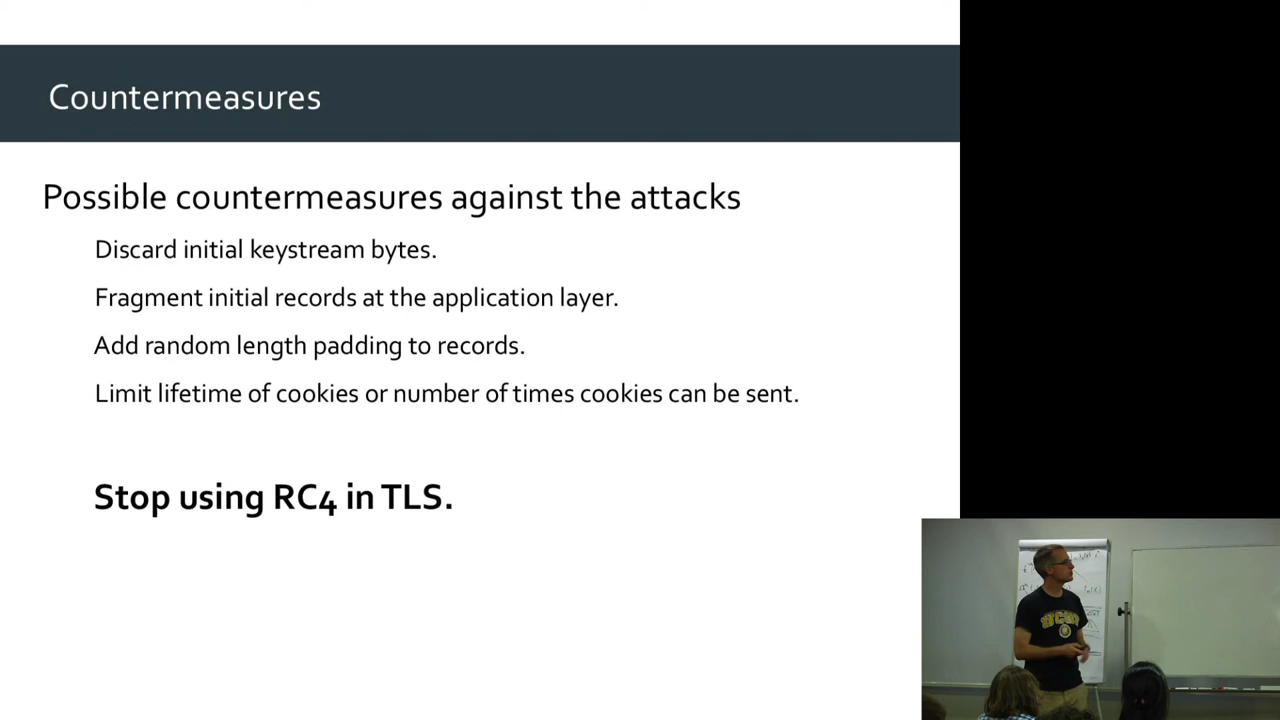 Countermeasures
Possible countermeasures against the attacks
Discard initial keystream bytes.
Fragment initial records at the application layer.
Add random length padding to records.
Limit lifetime of cookies or number of times cookies can be sent.
Stop using RC4 in TLS.